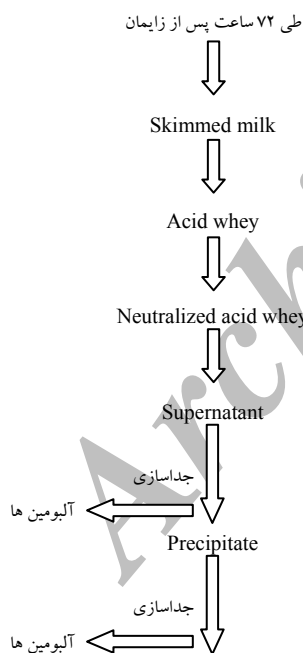 طی ۷۲ ساعت پس از زایمان
Skimmed milk
Acid whey
Neutralized acid whey
Supernatant
جداسازی
آلبومین ها
Precipitate
جداسازی
آلبومین ها